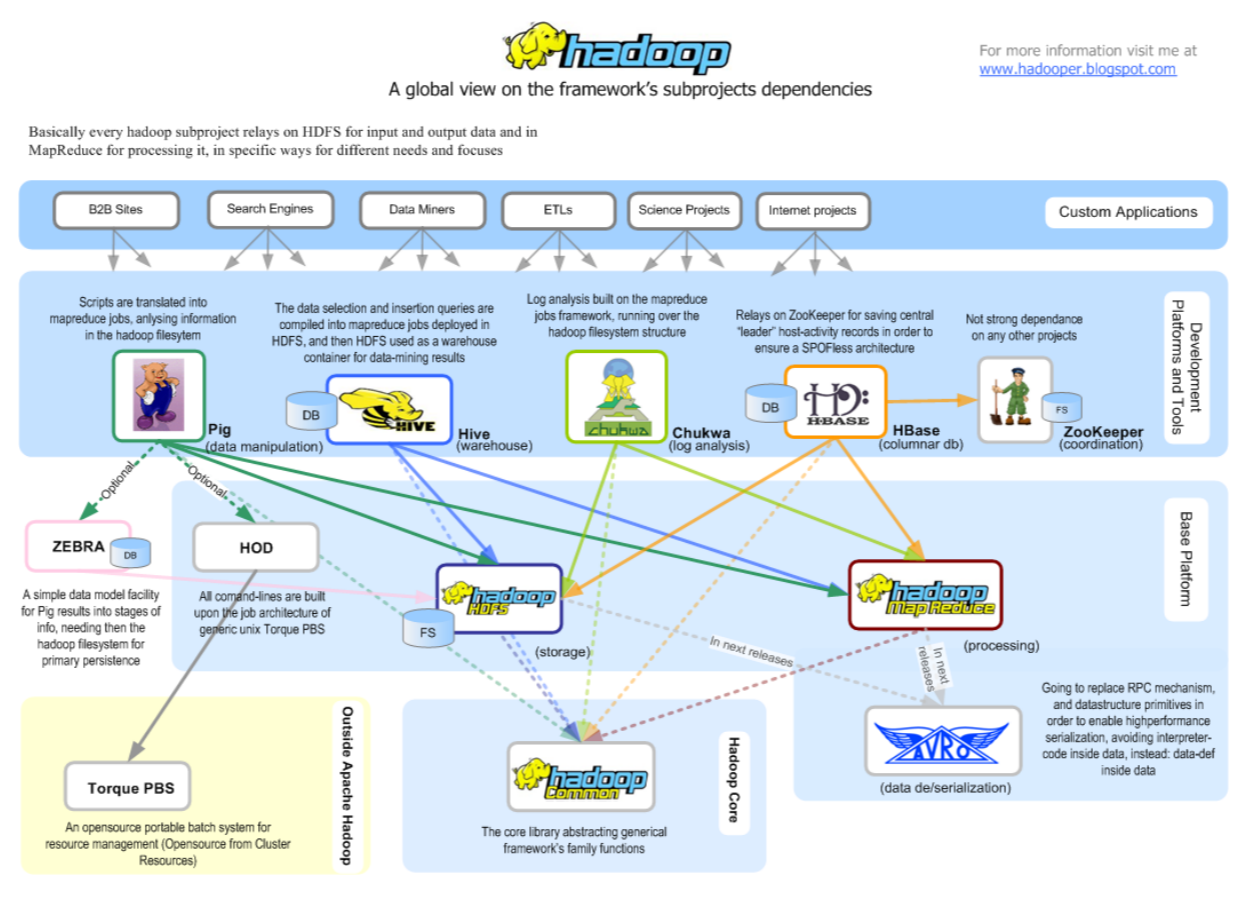 hadoop
A global view on the framework's subprojects dependencies
For more information visit me at
www.hadooper.blogspot.com
Basically every hadoop subproject relays on HDFS for input and output data and in
MapReduce for processing it, in specific ways for different needs and focuses
B2B Sites
Search Engines
Data Miners
ETLs
Science Projects
Internet projects
Custom Applications
Scripts are translated into
mapreduce jobs, anlysing information
in the hadoop filesytem
The data selection and insertion queries are
compiled into mapreduce jobs deployed in
HDFS, and then HDFS used as a warehouse
container for data-mining results
Log analysis built on the mapreduce
jobs framework, running over the
hadoop filesystem structure
Relays on ZooKeeper for saving central
“leader” host-activity records in order to
ensure a SPOFless architecture
Not strong dependance
on any other projects
Development
Platforms and Tools
Pig
(data manipulation)
DB
HIVE
Hive
(warehouse)
chukwa
Chukwa
(log analysis)
DB
HBASE
HBase
(columnar db)
FS
ZooKeeper
(coordination)
Optional
Optional
ZEBRA
DB
A simple data model facility
for Pig results into stages of
info, needing then the
hadoop filesystem for
primary persistence
HOD
All comand-lines are built
upon the job architecture of
generic unix Torque PBS
hadoop
HDFS
FS
(storage)
hadoop
Map Reduce
(processing)
Base Platform
In next releases
In next
releases
AVRO
(data de/serialization)
Going to replace RPC mechanism,
and datastructure primitives in
order to enable highperformance
serialization, avoiding interpreter-
code inside data, instead: data-def
inside data
Torque PBS
An opensource portable batch system for
resource management (Opensource from Cluster
Resources)
Outside Apache Hadoop
hadoop
Common
The core library abstracting generical
framework's family functions
Hadoop Core